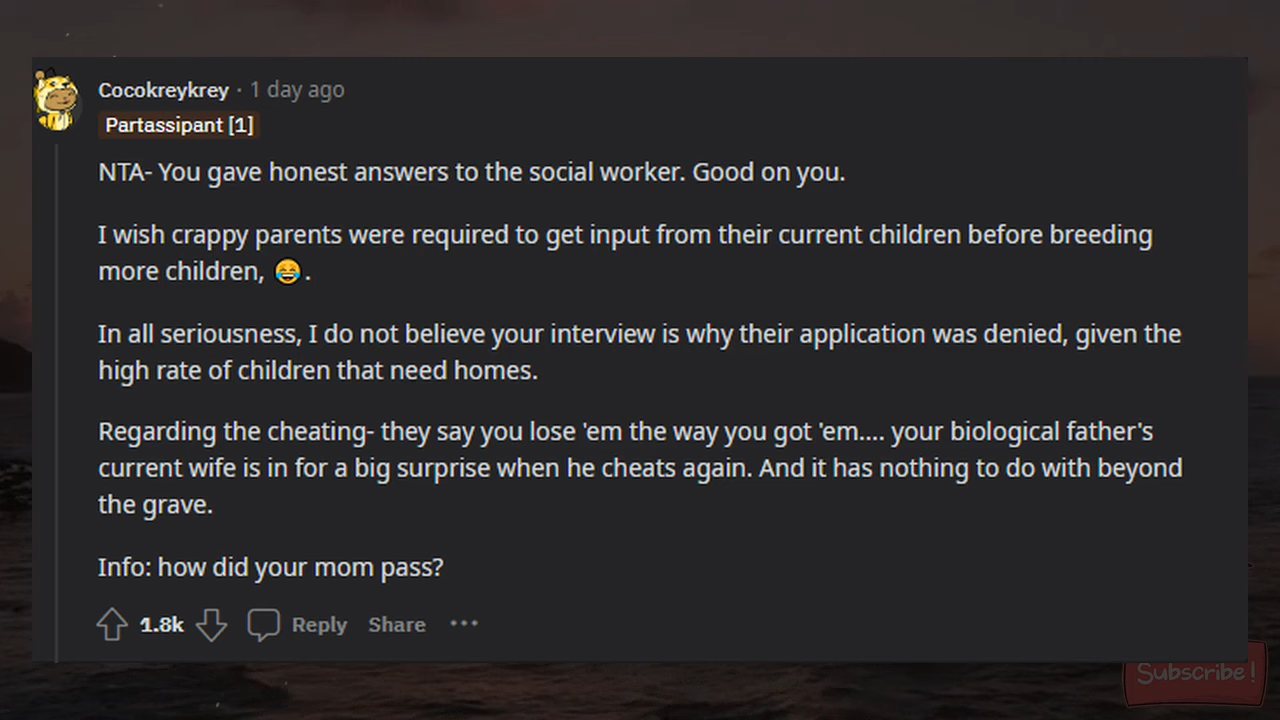 Cocokreykrey · 1 day ago
Partassipant [1]
NTA- You gave honest answers to the social worker. Good on you.
I wish crappy parents were required to get input from their current children before breeding
more children, 😂.
In all seriousness, I do not believe your interview is why their application was denied, given the
high rate of children that need homes.
Regarding the cheating- they say you lose 'em the way you got 'em.... your biological father's
current wife is in for a big surprise when he cheats again. And it has nothing to do with beyond
the grave.
Info: how did your mom pass?
1.8k Reply Share ···
Subscribe!